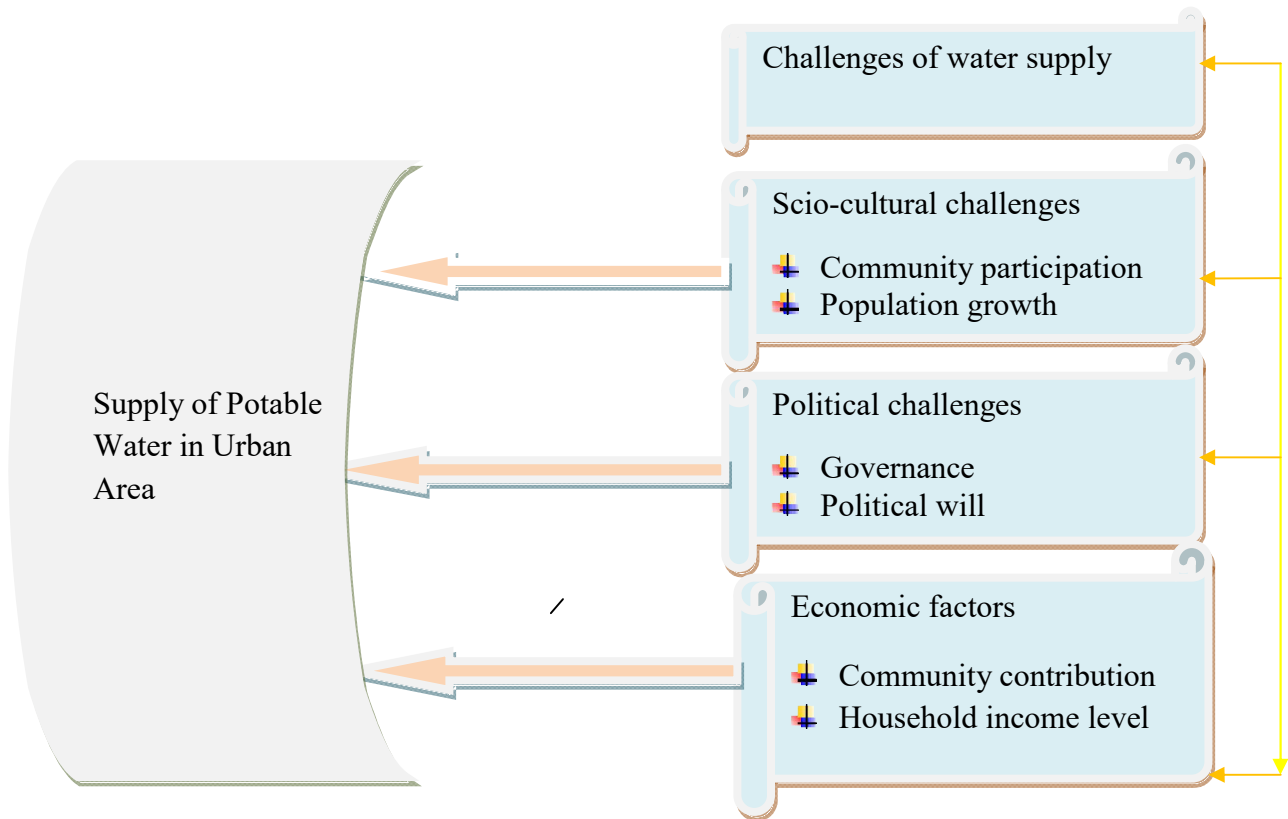 Challenges of water supply
Scio-cultural challenges
Community participation
Population growth
Supply of Potable
Water in Urban
Area
Political challenges
Governance
Political will
Economic factors
Community contribution
Household income level